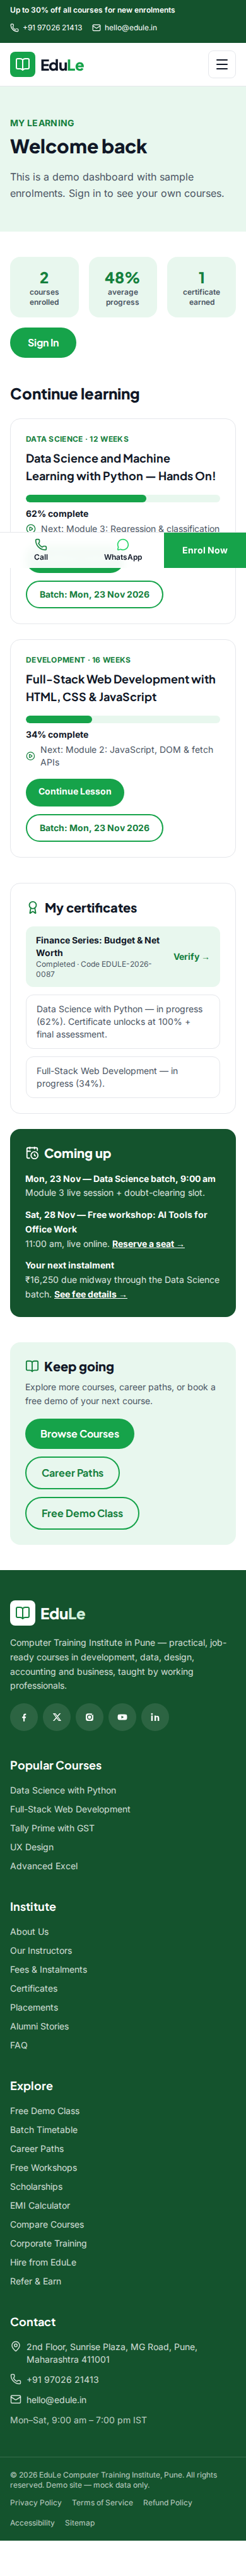 Up to 30% off all courses for new enrolments
+91 97026 21413 hello@edule.in
EduLe
MY LEARNING
Welcome back
This is a demo dashboard with sample
enrolments. Sign in to see your own courses.
2
courses
enrolled
48%
average
progress
1
certificate
earned
Sign In
Continue learning
DATA SCIENCE · 12 WEEKS
Data Science and Machine
Learning with Python — Hands On!
62% complete
Next: Module 3: Regression & classification
Call
WhatsApp
Enrol Now
Batch: Mon, 23 Nov 2026
DEVELOPMENT · 16 WEEKS
Full-Stack Web Development with
HTML, CSS & JavaScript
34% complete
Next: Module 2: JavaScript, DOM & fetch
APIs
Continue Lesson
Batch: Mon, 23 Nov 2026
My certificates
Finance Series: Budget & Net
Worth
Completed · Code EDULE-2026-
0087
Verify →
Data Science with Python — in progress
(62%). Certificate unlocks at 100% +
final assessment.
Full-Stack Web Development — in
progress (34%).
Coming up
Mon, 23 Nov — Data Science batch, 9:00 am
Module 3 live session + doubt-clearing slot.
Sat, 28 Nov — Free workshop: AI Tools for
Office Work
11:00 am, live online. Reserve a seat →
Your next instalment
₹16,250 due midway through the Data Science
batch. See fee details →
Keep going
Explore more courses, career paths, or book a
free demo of your next course.
Browse Courses
Career Paths
Free Demo Class
EduLe
Computer Training Institute in Pune — practical, job-
ready courses in development, data, design,
accounting and business, taught by working
professionals.
Popular Courses
Data Science with Python
Full-Stack Web Development
Tally Prime with GST
UX Design
Advanced Excel
Institute
About Us
Our Instructors
Fees & Instalments
Certificates
Placements
Alumni Stories
FAQ
Explore
Free Demo Class
Batch Timetable
Career Paths
Free Workshops
Scholarships
EMI Calculator
Compare Courses
Corporate Training
Hire from EduLe
Refer & Earn
Contact
2nd Floor, Sunrise Plaza, MG Road, Pune,
Maharashtra 411001
+91 97026 21413
hello@edule.in
Mon–Sat, 9:00 am – 7:00 pm IST
© 2026 EduLe Computer Training Institute, Pune. All rights
reserved. Demo site — mock data only.
Privacy Policy Terms of Service Refund Policy
Accessibility Sitemap